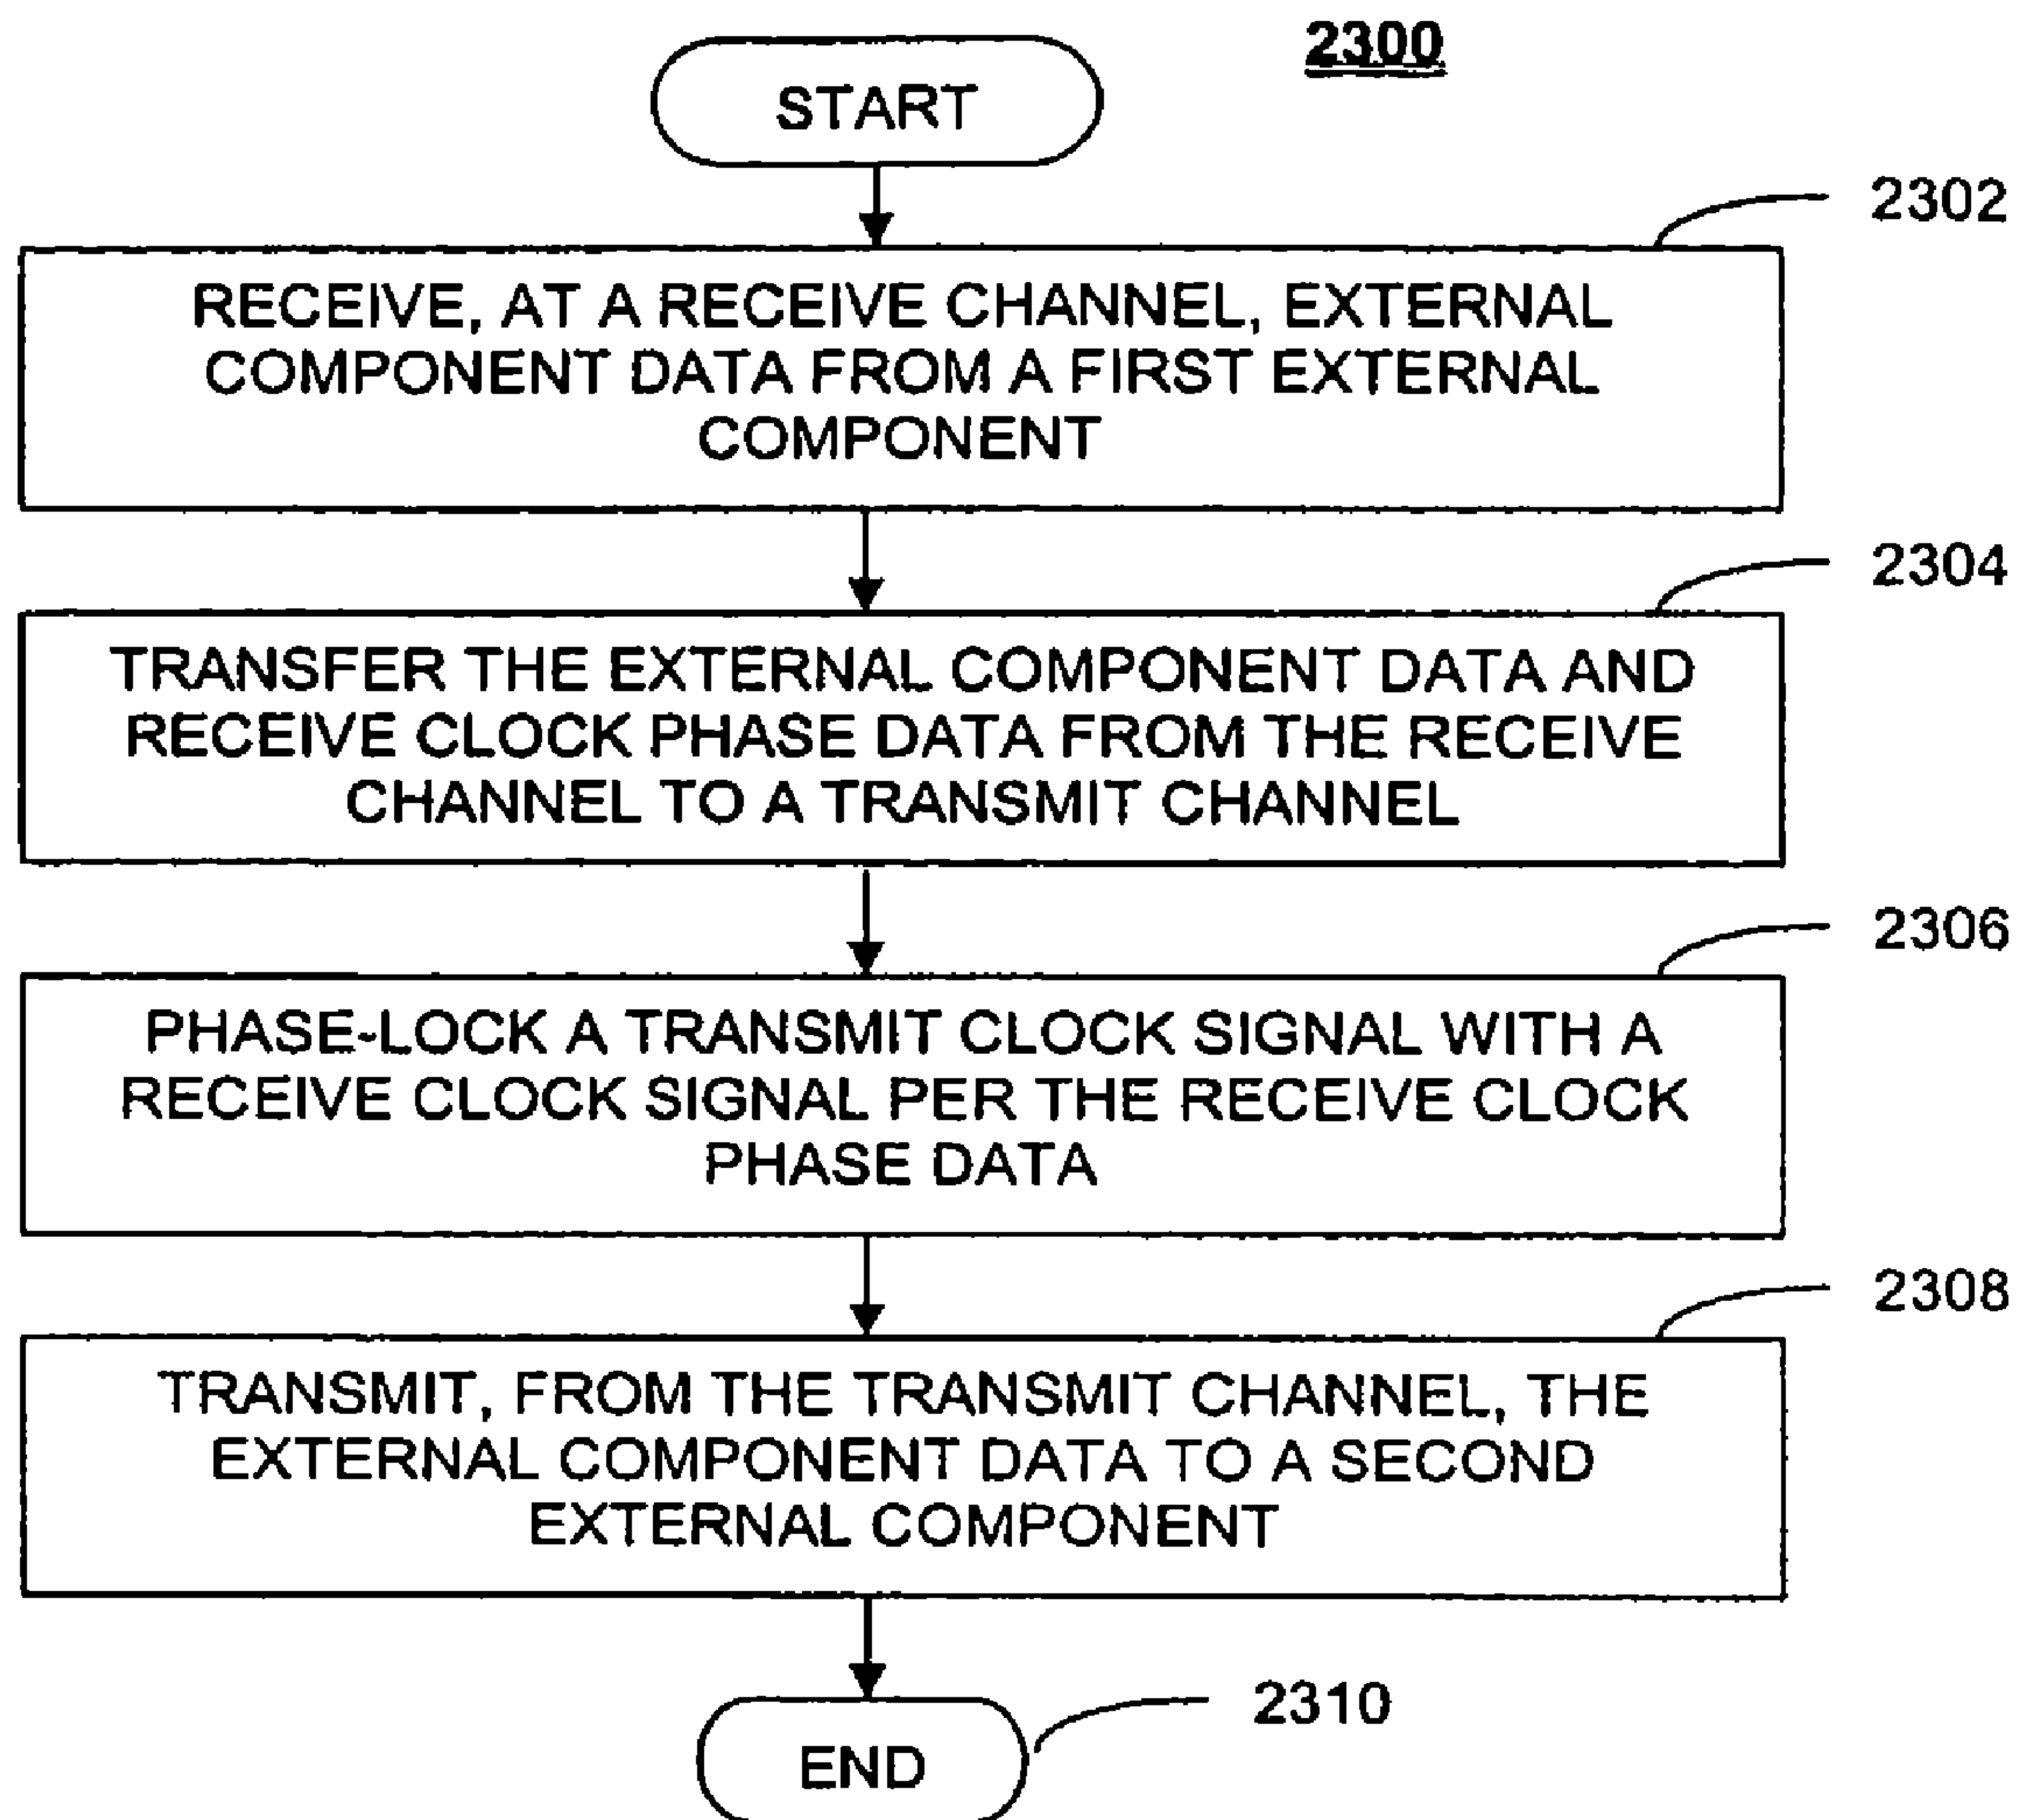 2300
START
2302
RECEIVE, AT A RECEIVE CHANNEL, EXTERNAL
COMPONENT DATA FROM A FIRST EXTERNAL
COMPONENT
2304
TRANSFER THE EXTERNAL COMPONENT DATA AND
RECEIVE CLOCK PHASE DATA FROM THE RECEIVE
CHANNEL TO A TRANSMIT CHANNEL
2306
PHASE-LOCK A TRANSMIT CLOCK SIGNAL WITH A
RECEIVE CLOCK SIGNAL PER THE RECEIVE CLOCK
PHASE DATA
2308
TRANSMIT, FROM THE TRANSMIT CHANNEL, THE
EXTERNAL COMPONENT DATA TO A SECOND
EXTERNAL COMPONENT
2310
END